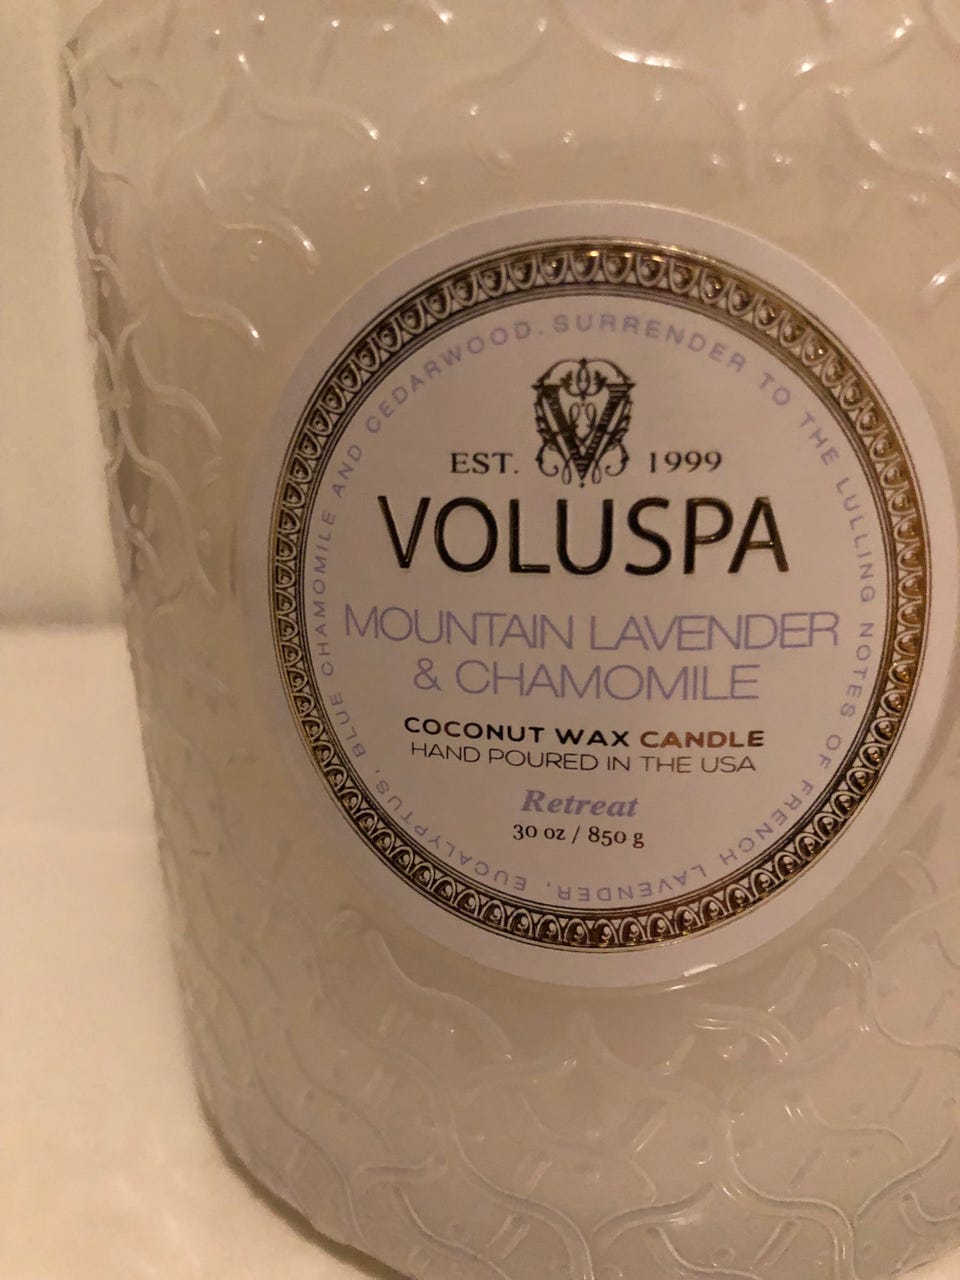 SURRENDER TO THE LULLING NOTES OF FRENCH LAVENDER, EUCALYPTUS, BLUE CHAMOMILE AND CEDARWOOD.
V
EST. 1999
VOLUSPA
MOUNTAIN LAVENDER
& CHAMOMILE
COCONUT WAX CANDLE
HAND POURED IN THE USA
Retreat
30 oz / 850 g